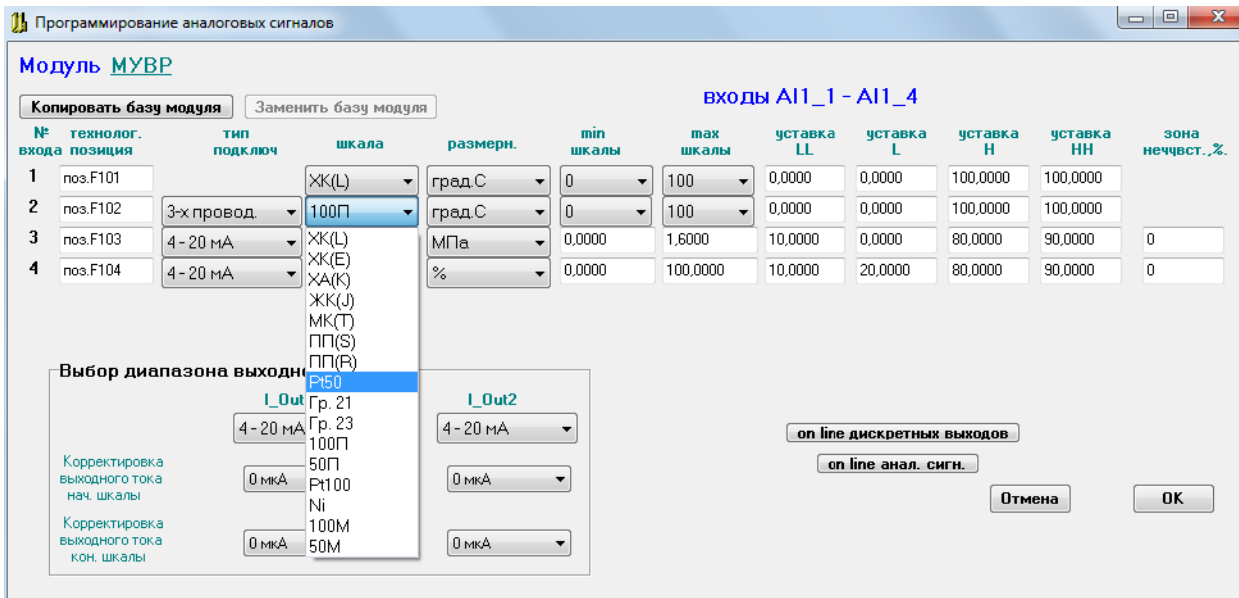 Программирование аналоговых сигналов
Модуль МУВР
Копировать базу модуля Заменить базу модуля
входы AI1_1 - AI1_4
№ входа технолог. позиция тип подключ шкала размерн. min шкалы max шкалы уставка LL уставка L уставка H уставка HH зона нечувст.,%.
1 поз.F101 ХК(L) град.С 0 100 0,0000 0,0000 100,0000 100,0000
2 поз.F102 3-х провод. 100П град.С 0 100 0,0000 0,0000 100,0000 100,0000
3 поз.F103 4 - 20 мА МПа 0,0000 1,6000 10,0000 0,0000 80,0000 90,0000 0
4 поз.F104 4 - 20 мА % 0,0000 100,0000 10,0000 20,0000 80,0000 90,0000 0
ХК(L)
ХК(E)
ХА(K)
ЖК(J)
МК(T)
ПП(S)
ПП(R)
Pt50
Гр. 21
Гр. 23
100П
50П
Pt100
Ni
100М
50М
Выбор диапазона выходн
I_Out I_Out2
4 - 20 мА 4 - 20 мА
Корректировка
выходного тока
нач. шкалы
0 мкА 0 мкА
Корректировка
выходного тока
кон. шкалы
0 мкА 0 мкА
on line дискретных выходов
on line анал. сигн.
Отмена OK